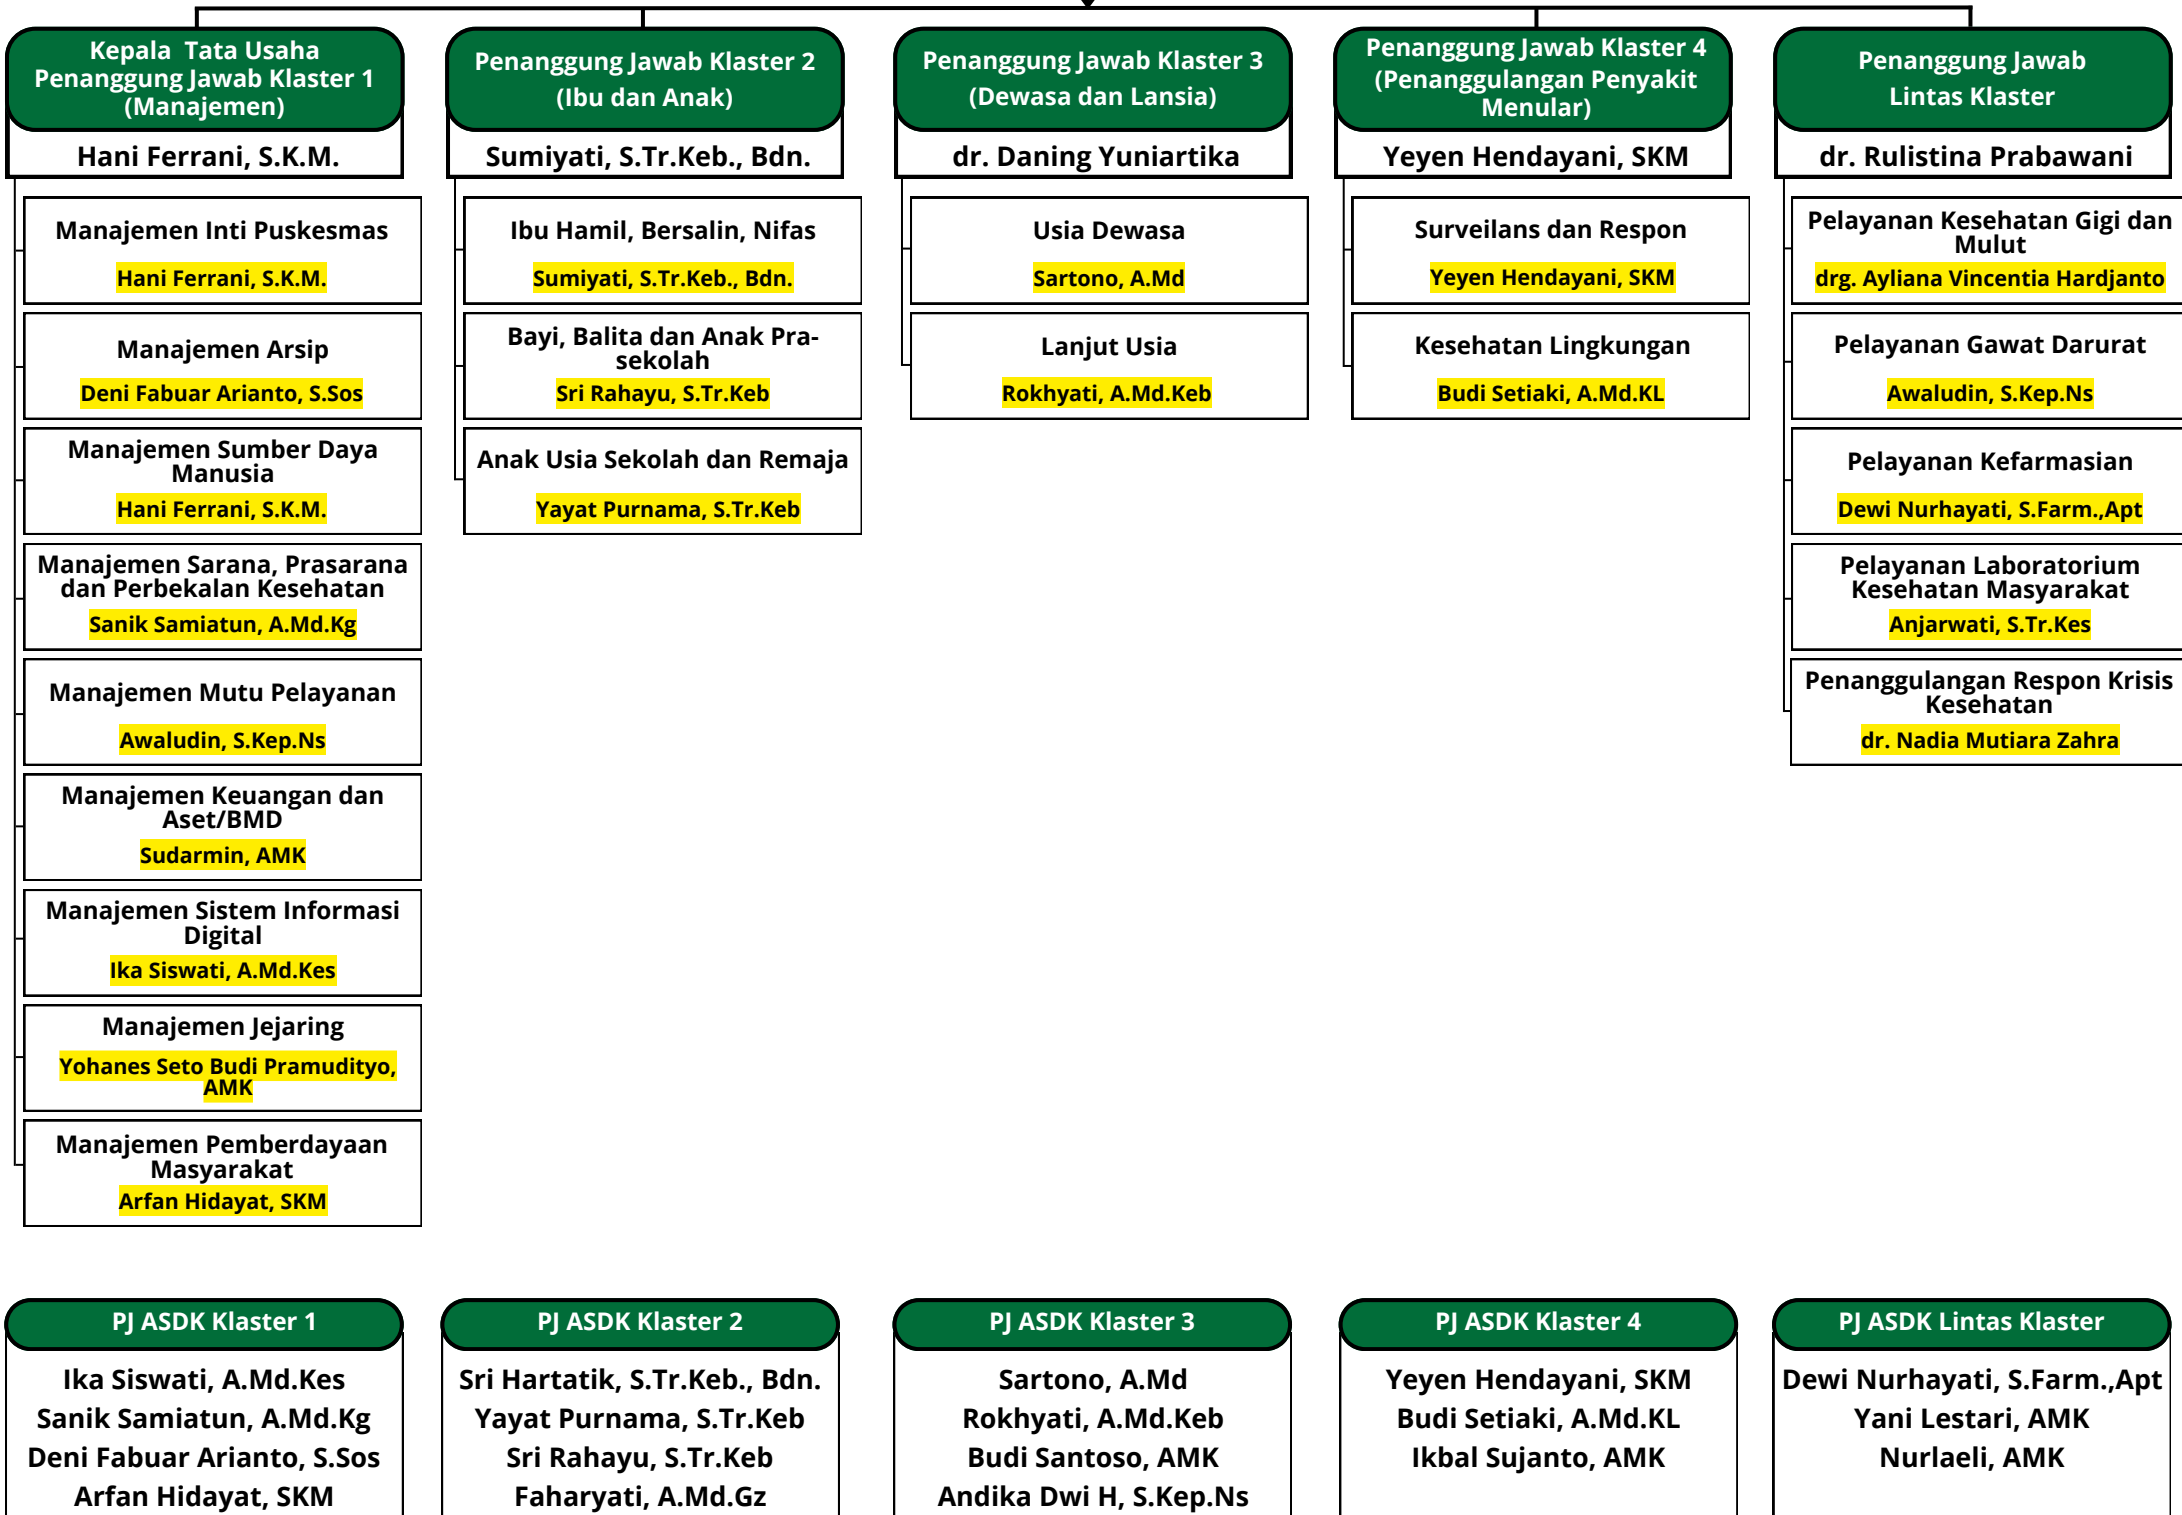 Kepala  Tata Usaha
Penanggung Jawab Klaster 1
(Manajemen)
Hani Ferrani, S.K.M.
Manajemen Inti Puskesmas
Hani Ferrani, S.K.M.
Manajemen Arsip
Deni Fabuar Arianto, S.Sos
Manajemen Sumber Daya
Manusia
Hani Ferrani, S.K.M.
Manajemen Sarana, Prasarana
dan Perbekalan Kesehatan
Sanik Samiatun, A.Md.Kg
Manajemen Mutu Pelayanan
Awaludin, S.Kep.Ns
Manajemen Keuangan dan
Aset/BMD
Sudarmin, AMK
Manajemen Sistem Informasi
Digital
Ika Siswati, A.Md.Kes
Manajemen Jejaring
Yohanes Seto Budi Pramudityo,
AMK
Manajemen Pemberdayaan
Masyarakat
Arfan Hidayat, SKM
Penanggung Jawab Klaster 2
(Ibu dan Anak)
Sumiyati, S.Tr.Keb., Bdn.
Ibu Hamil, Bersalin, Nifas
Sumiyati, S.Tr.Keb., Bdn.
Bayi, Balita dan Anak Pra-
sekolah
Sri Rahayu, S.Tr.Keb
Anak Usia Sekolah dan Remaja
Yayat Purnama, S.Tr.Keb
Penanggung Jawab Klaster 3
(Dewasa dan Lansia)
dr. Daning Yuniartika
Usia Dewasa
Sartono, A.Md
Lanjut Usia
Rokhyati, A.Md.Keb
Penanggung Jawab Klaster 4
(Penanggulangan Penyakit
Menular)
Yeyen Hendayani, SKM
Surveilans dan Respon
Yeyen Hendayani, SKM
Kesehatan Lingkungan
Budi Setiaki, A.Md.KL
Penanggung Jawab
Lintas Klaster
dr. Rulistina Prabawani
Pelayanan Kesehatan Gigi dan
Mulut
drg. Ayliana Vincentia Hardjanto
Pelayanan Gawat Darurat
Awaludin, S.Kep.Ns
Pelayanan Kefarmasian
Dewi Nurhayati, S.Farm.,Apt
Pelayanan Laboratorium
Kesehatan Masyarakat
Anjarwati, S.Tr.Kes
Penanggulangan Respon Krisis
Kesehatan
dr. Nadia Mutiara Zahra
PJ ASDK Klaster 1
Ika Siswati, A.Md.Kes
Sanik Samiatun, A.Md.Kg
Deni Fabuar Arianto, S.Sos
Arfan Hidayat, SKM
PJ ASDK Klaster 2
Sri Hartatik, S.Tr.Keb., Bdn.
Yayat Purnama, S.Tr.Keb
Sri Rahayu, S.Tr.Keb
Faharyati, A.Md.Gz
PJ ASDK Klaster 3
Sartono, A.Md
Rokhyati, A.Md.Keb
Budi Santoso, AMK
Andika Dwi H, S.Kep.Ns
PJ ASDK Klaster 4
Yeyen Hendayani, SKM
Budi Setiaki, A.Md.KL
Ikbal Sujanto, AMK
PJ ASDK Lintas Klaster
Dewi Nurhayati, S.Farm.,Apt
Yani Lestari, AMK
Nurlaeli, AMK